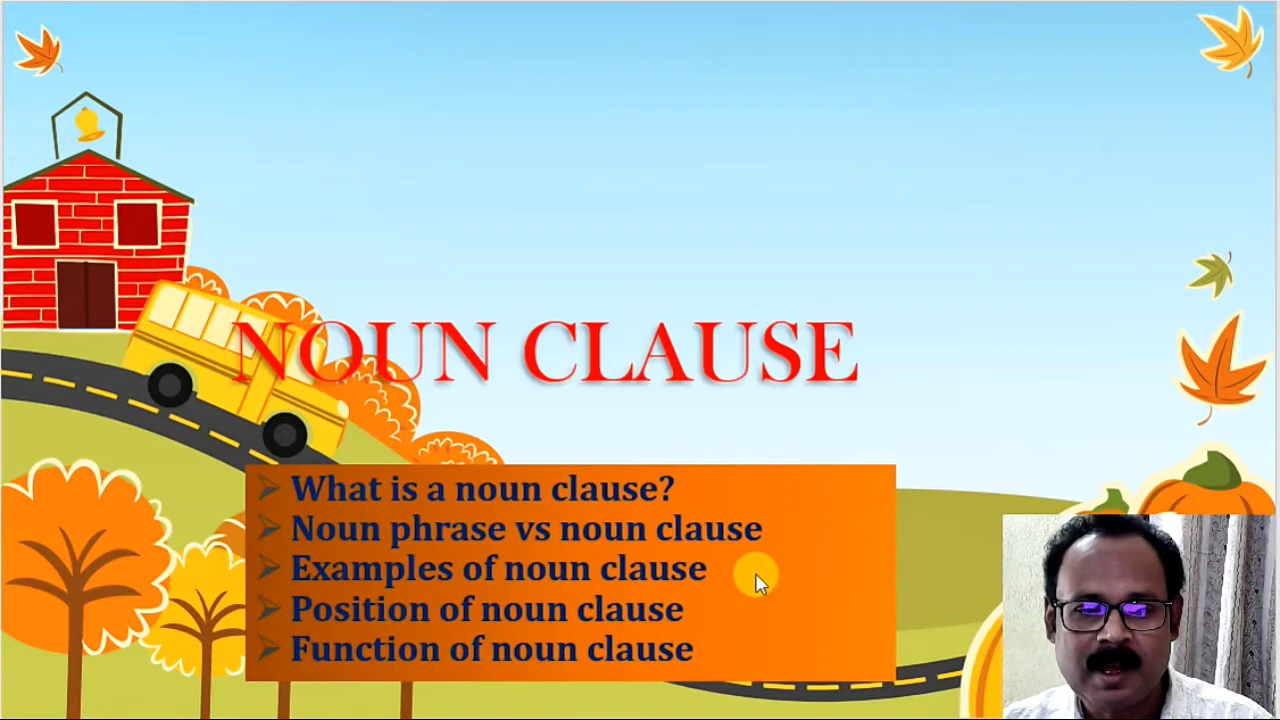 NOUN CLAUSE
What is a noun clause?
Noun phrase vs noun clause
Examples of noun clause
Position of noun clause
Function of noun clause